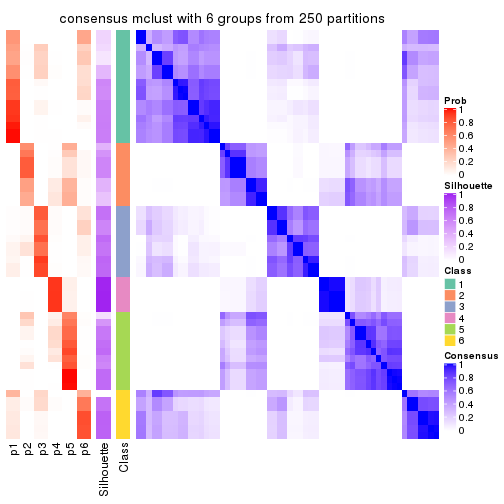 consensus mclust with 6 groups from 250 partitions
Prob
1
0.8
0.6
0.4
0.2
0
Silhouette
1
0.8
0.6
0.4
0.2
0
Class
1
2
3
4
5
6
Consensus
1
0.8
0.6
0.4
0.2
0
p1
p2
p3
p4
p5
p6
Silhouette
Class